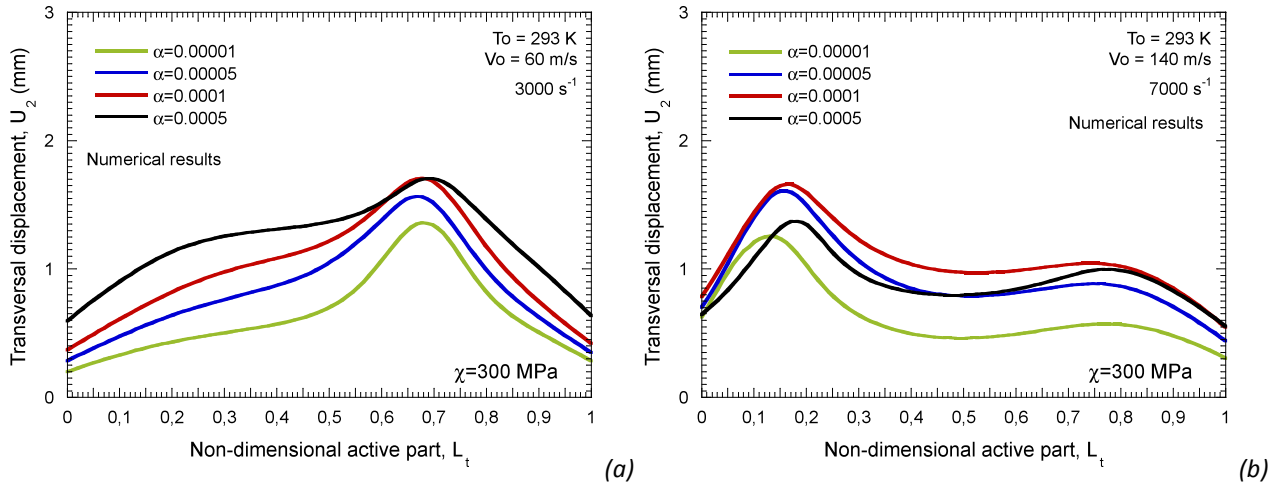 3
2
1
0
Transversal displacement, U_2 (mm)
α=0.00001
α=0.00005
α=0.0001
α=0.0005
Numerical results
To = 293 K
Vo = 60 m/s
3000 s^-1
χ=300 MPa
0 0,1 0,2 0,3 0,4 0,5 0,6 0,7 0,8 0,9 1
Non-dimensional active part, L_t
(a)
3
2
1
0
Transversal displacement, U_2 (mm)
α=0.00001
α=0.00005
α=0.0001
α=0.0005
To = 293 K
Vo = 140 m/s
7000 s^-1
Numerical results
χ=300 MPa
0 0,1 0,2 0,3 0,4 0,5 0,6 0,7 0,8 0,9 1
Non-dimensional active part, L_t
(b)